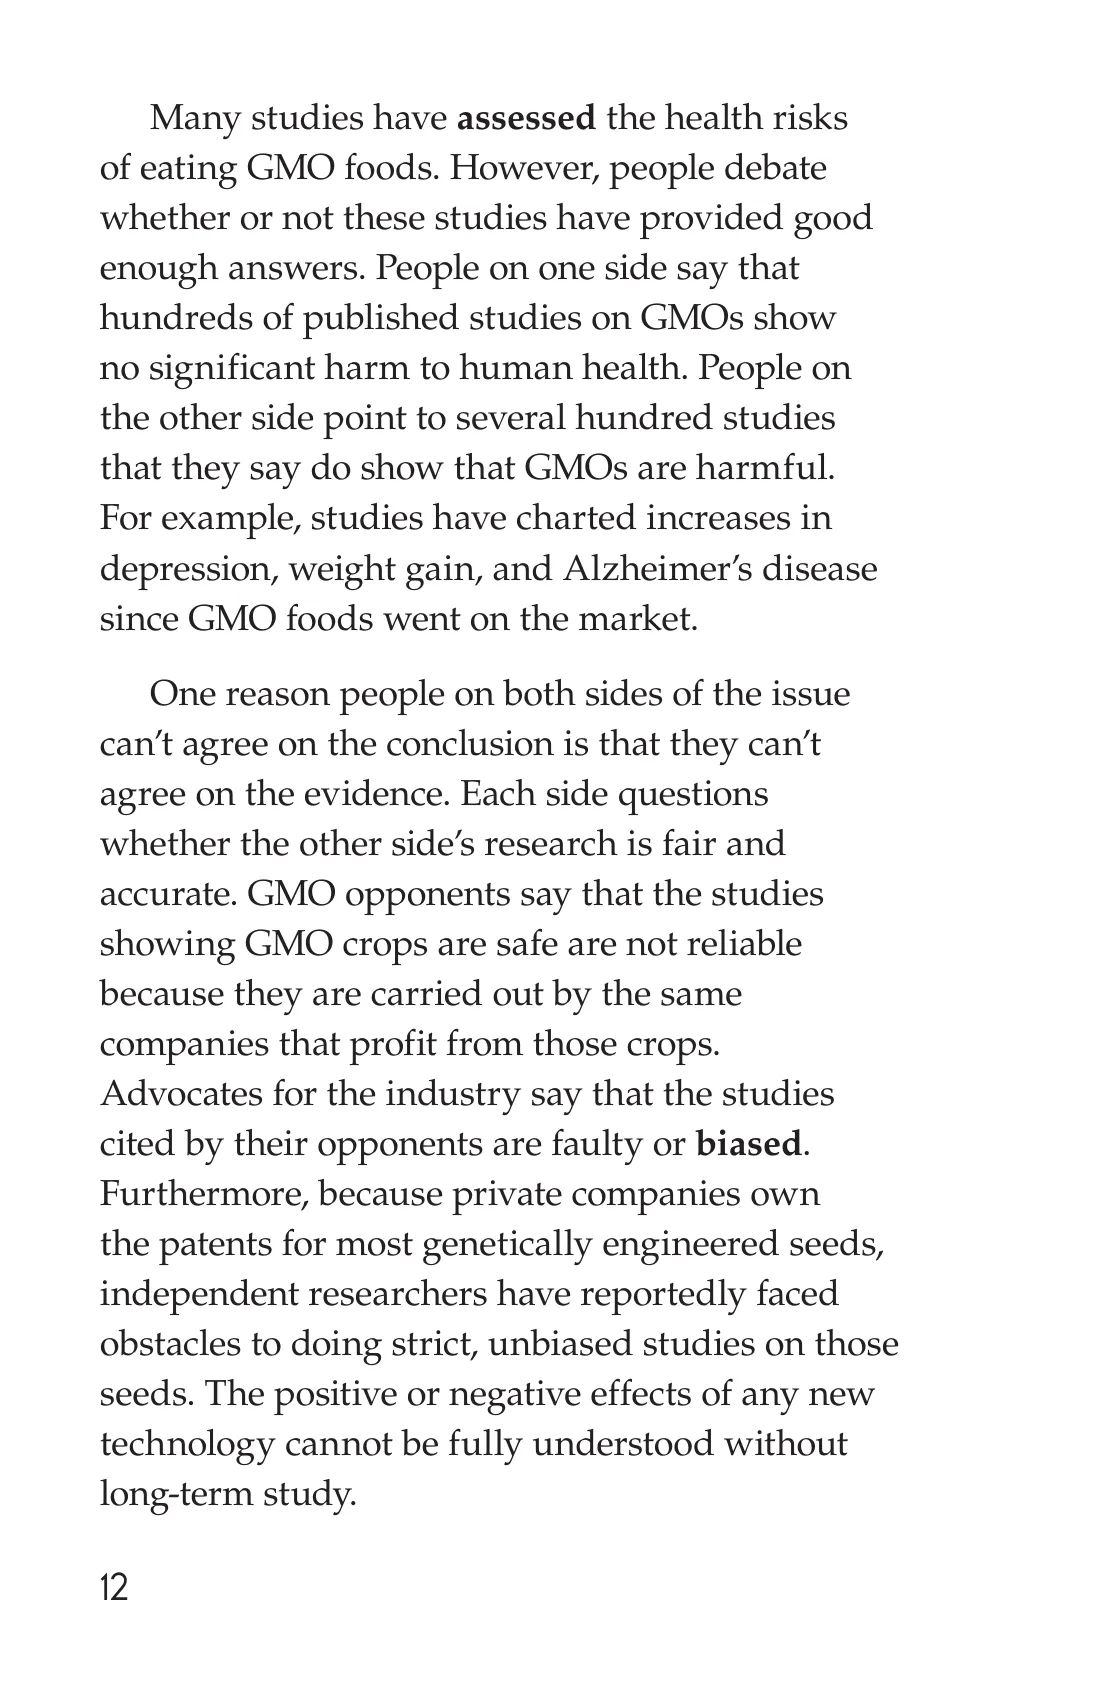 Many studies have assessed the health risks
of eating GMO foods. However, people debate
whether or not these studies have provided good
enough answers. People on one side say that
hundreds of published studies on GMOs show
no significant harm to human health. People on
the other side point to several hundred studies
that they say do show that GMOs are harmful.
For example, studies have charted increases in
depression, weight gain, and Alzheimer’s disease
since GMO foods went on the market.
One reason people on both sides of the issue
can’t agree on the conclusion is that they can’t
agree on the evidence. Each side questions
whether the other side’s research is fair and
accurate. GMO opponents say that the studies
showing GMO crops are safe are not reliable
because they are carried out by the same
companies that profit from those crops.
Advocates for the industry say that the studies
cited by their opponents are faulty or biased.
Furthermore, because private companies own
the patents for most genetically engineered seeds,
independent researchers have reportedly faced
obstacles to doing strict, unbiased studies on those
seeds. The positive or negative effects of any new
technology cannot be fully understood without
long-term study.
12